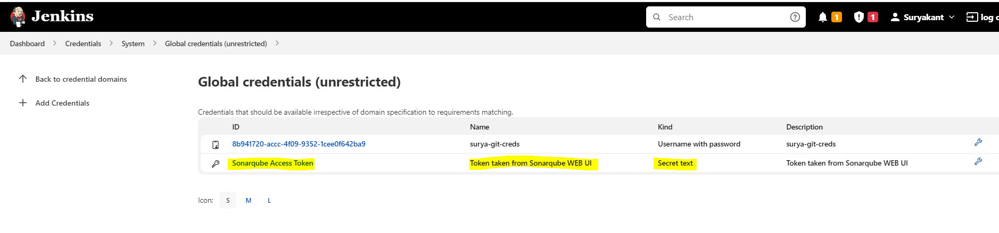 Jenkins
Search
1
1
Suryakant
log o
Dashboard
Credentials
System
Global credentials (unrestricted)
Back to credential domains
Add Credentials
Global credentials (unrestricted)
Credentials that should be available irrespective of domain specification to requirements matching.
ID Name Kind Description
8b941720-accc-4f09-9352-1cee0f642ba9 surya-git-creds Username with password surya-git-creds
Sonarqube Access Token Token taken from Sonarqube WEB UI Secret text Token taken from Sonarqube WEB UI
Icon: S M L